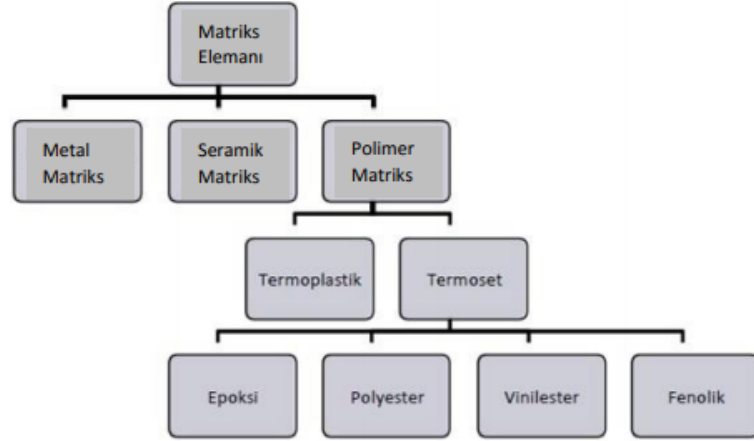 Matriks
Elemanı
Metal
Matriks
Seramik
Matriks
Polimer
Matriks
Termoplastik
Termoset
Epoksi
Polyester
Vinilester
Fenolik